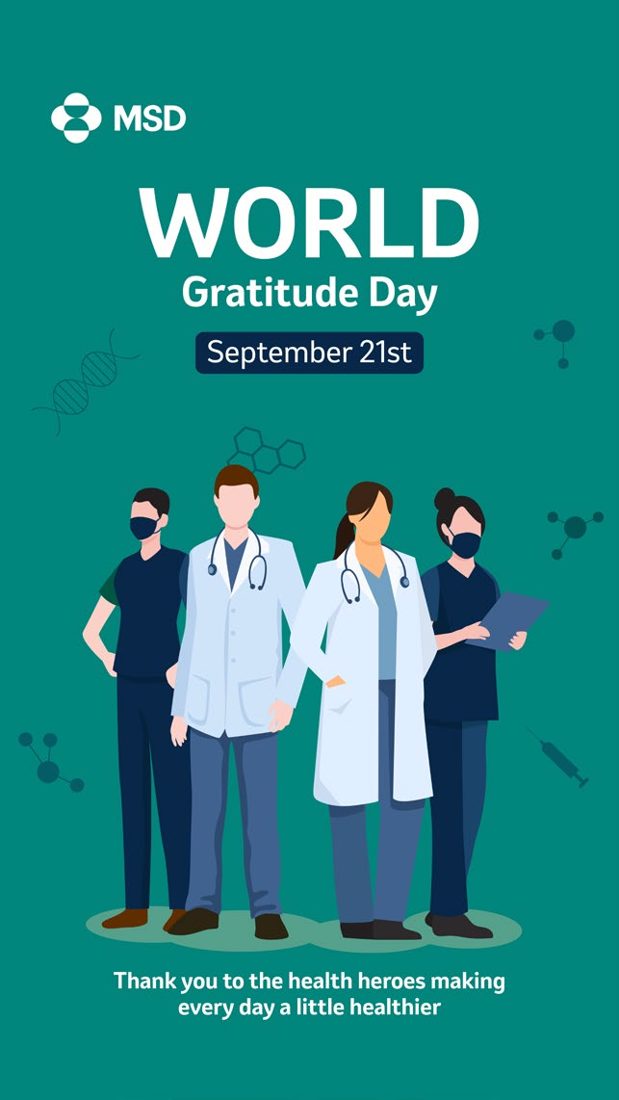 MSD
WORLD
Gratitude Day
September 21st
Thank you to the health heroes making
every day a little healthier